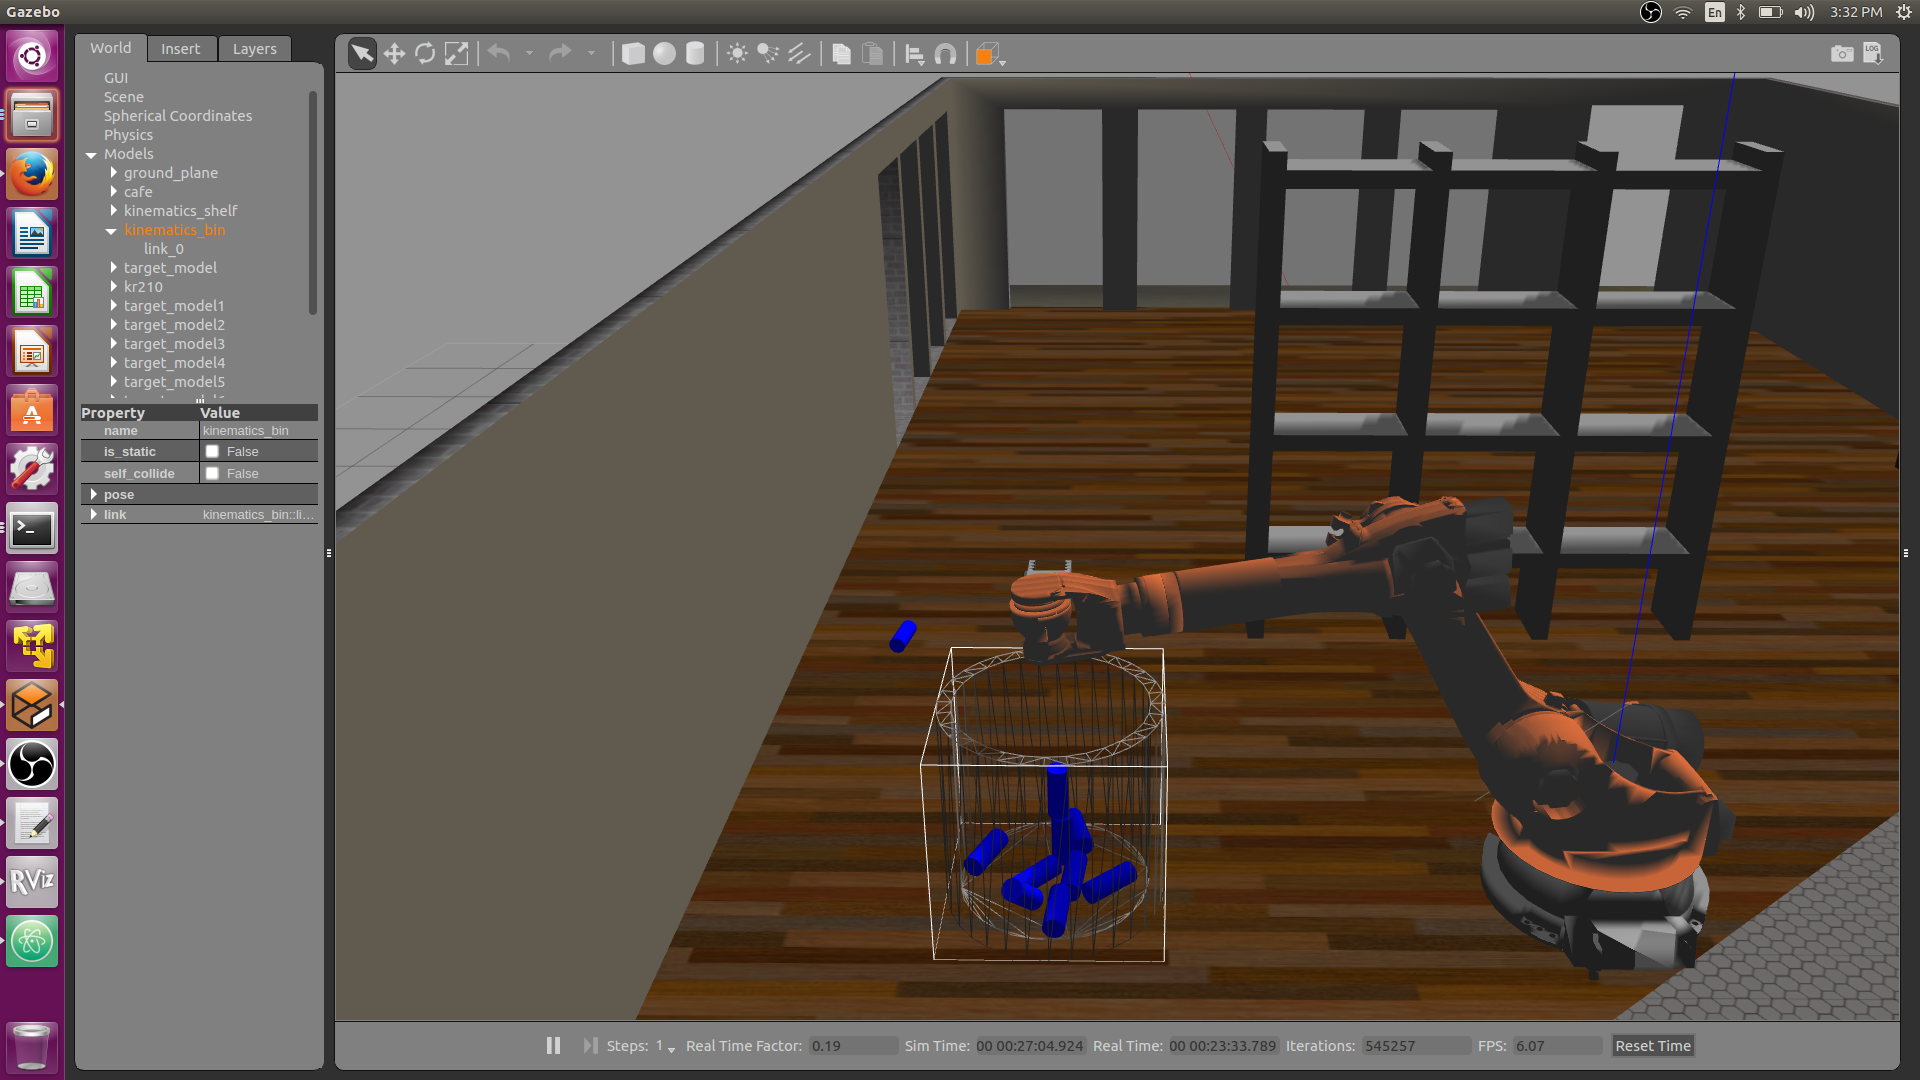 Gazebo
En
3:32 PM
World Insert Layers
LOG
GUI
Scene
Spherical Coordinates
Physics
Models
ground_plane
cafe
kinematics_shelf
kinematics_bin
link_0
target_model
kr210
target_model1
target_model2
target_model3
target_model4
target_model5
Property Value
name kinematics_bin
is_static False
self_collide False
pose
link kinematics_bin::li...
RViz
Steps: 1 Real Time Factor: 0.19 Sim Time: 00 00:27:04.924 Real Time: 00 00:23:33.789 Iterations: 545257 FPS: 6.07 Reset Time